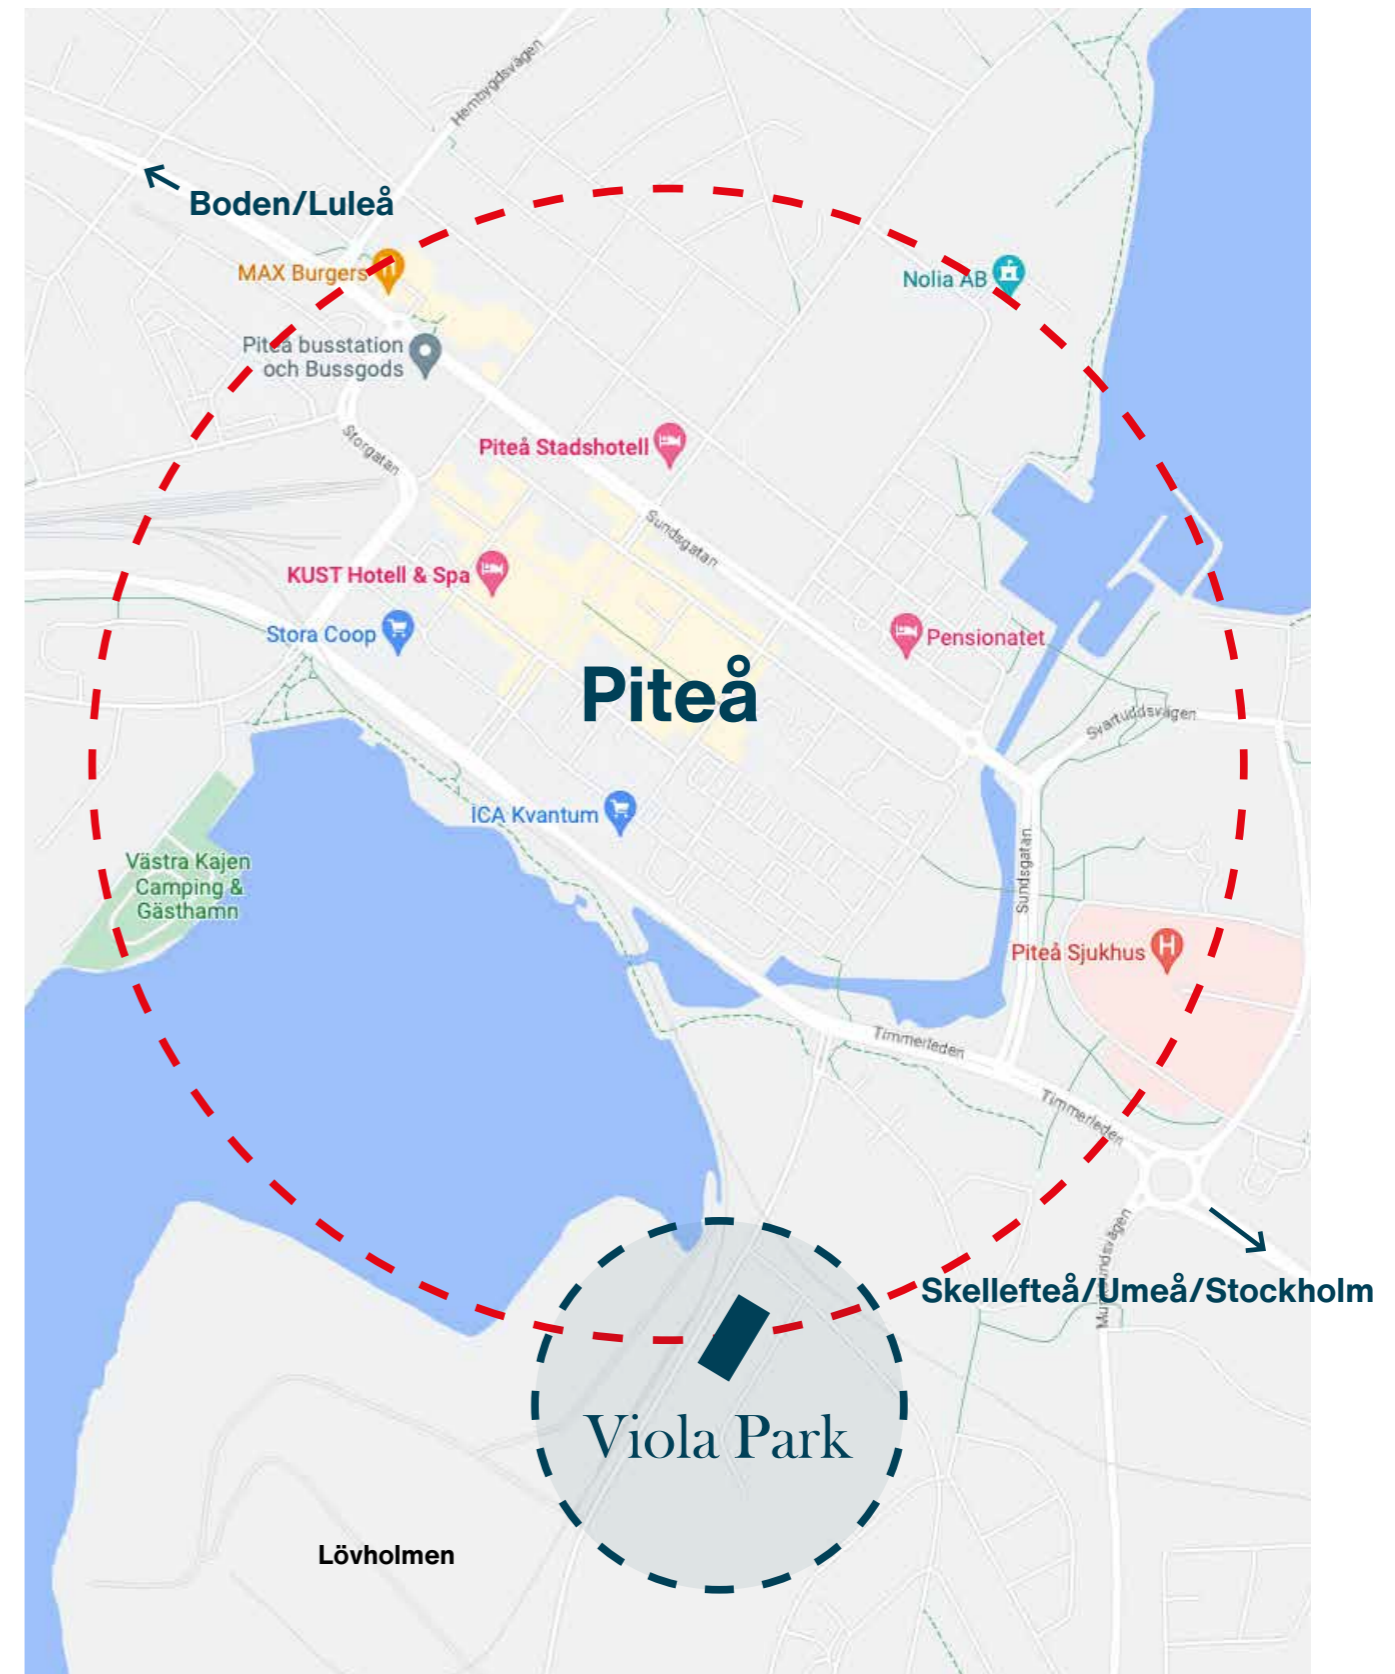 Hembygdsvägen
Boden/Luleå
MAX Burgers
Nolia AB
Piteå busstation
och Bussgods
Storgatan
Piteå Stadshotell
Sundsgatan
KUST Hotell & Spa
Stora Coop
Pensionatet
Piteå
Svartuddsvägen
ICA Kvantum
Västra Kajen
Camping &
Gästhamn
Sundsgatan
Piteå Sjukhus
Timmerleden
Timmerleden
Skellefteå/Umeå/Stockholm
Viola Park
Lövholmen